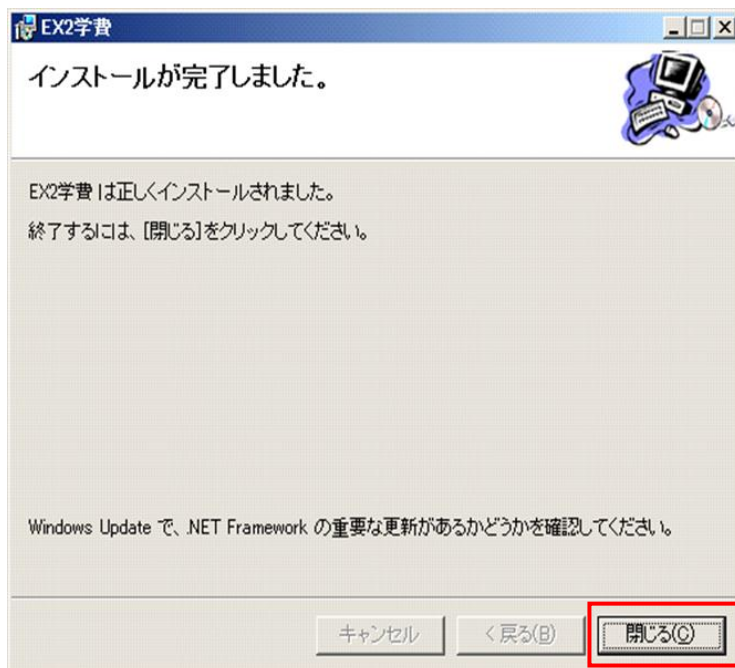 EX2学費
インストールが完了しました。
EX2学費 は正しくインストールされました。
終了するには、[閉じる]をクリックしてください。
Windows Update で、.NET Framework の重要な更新があるかどうかを確認してください。
キャンセル
< 戻る(B)
閉じる(C)